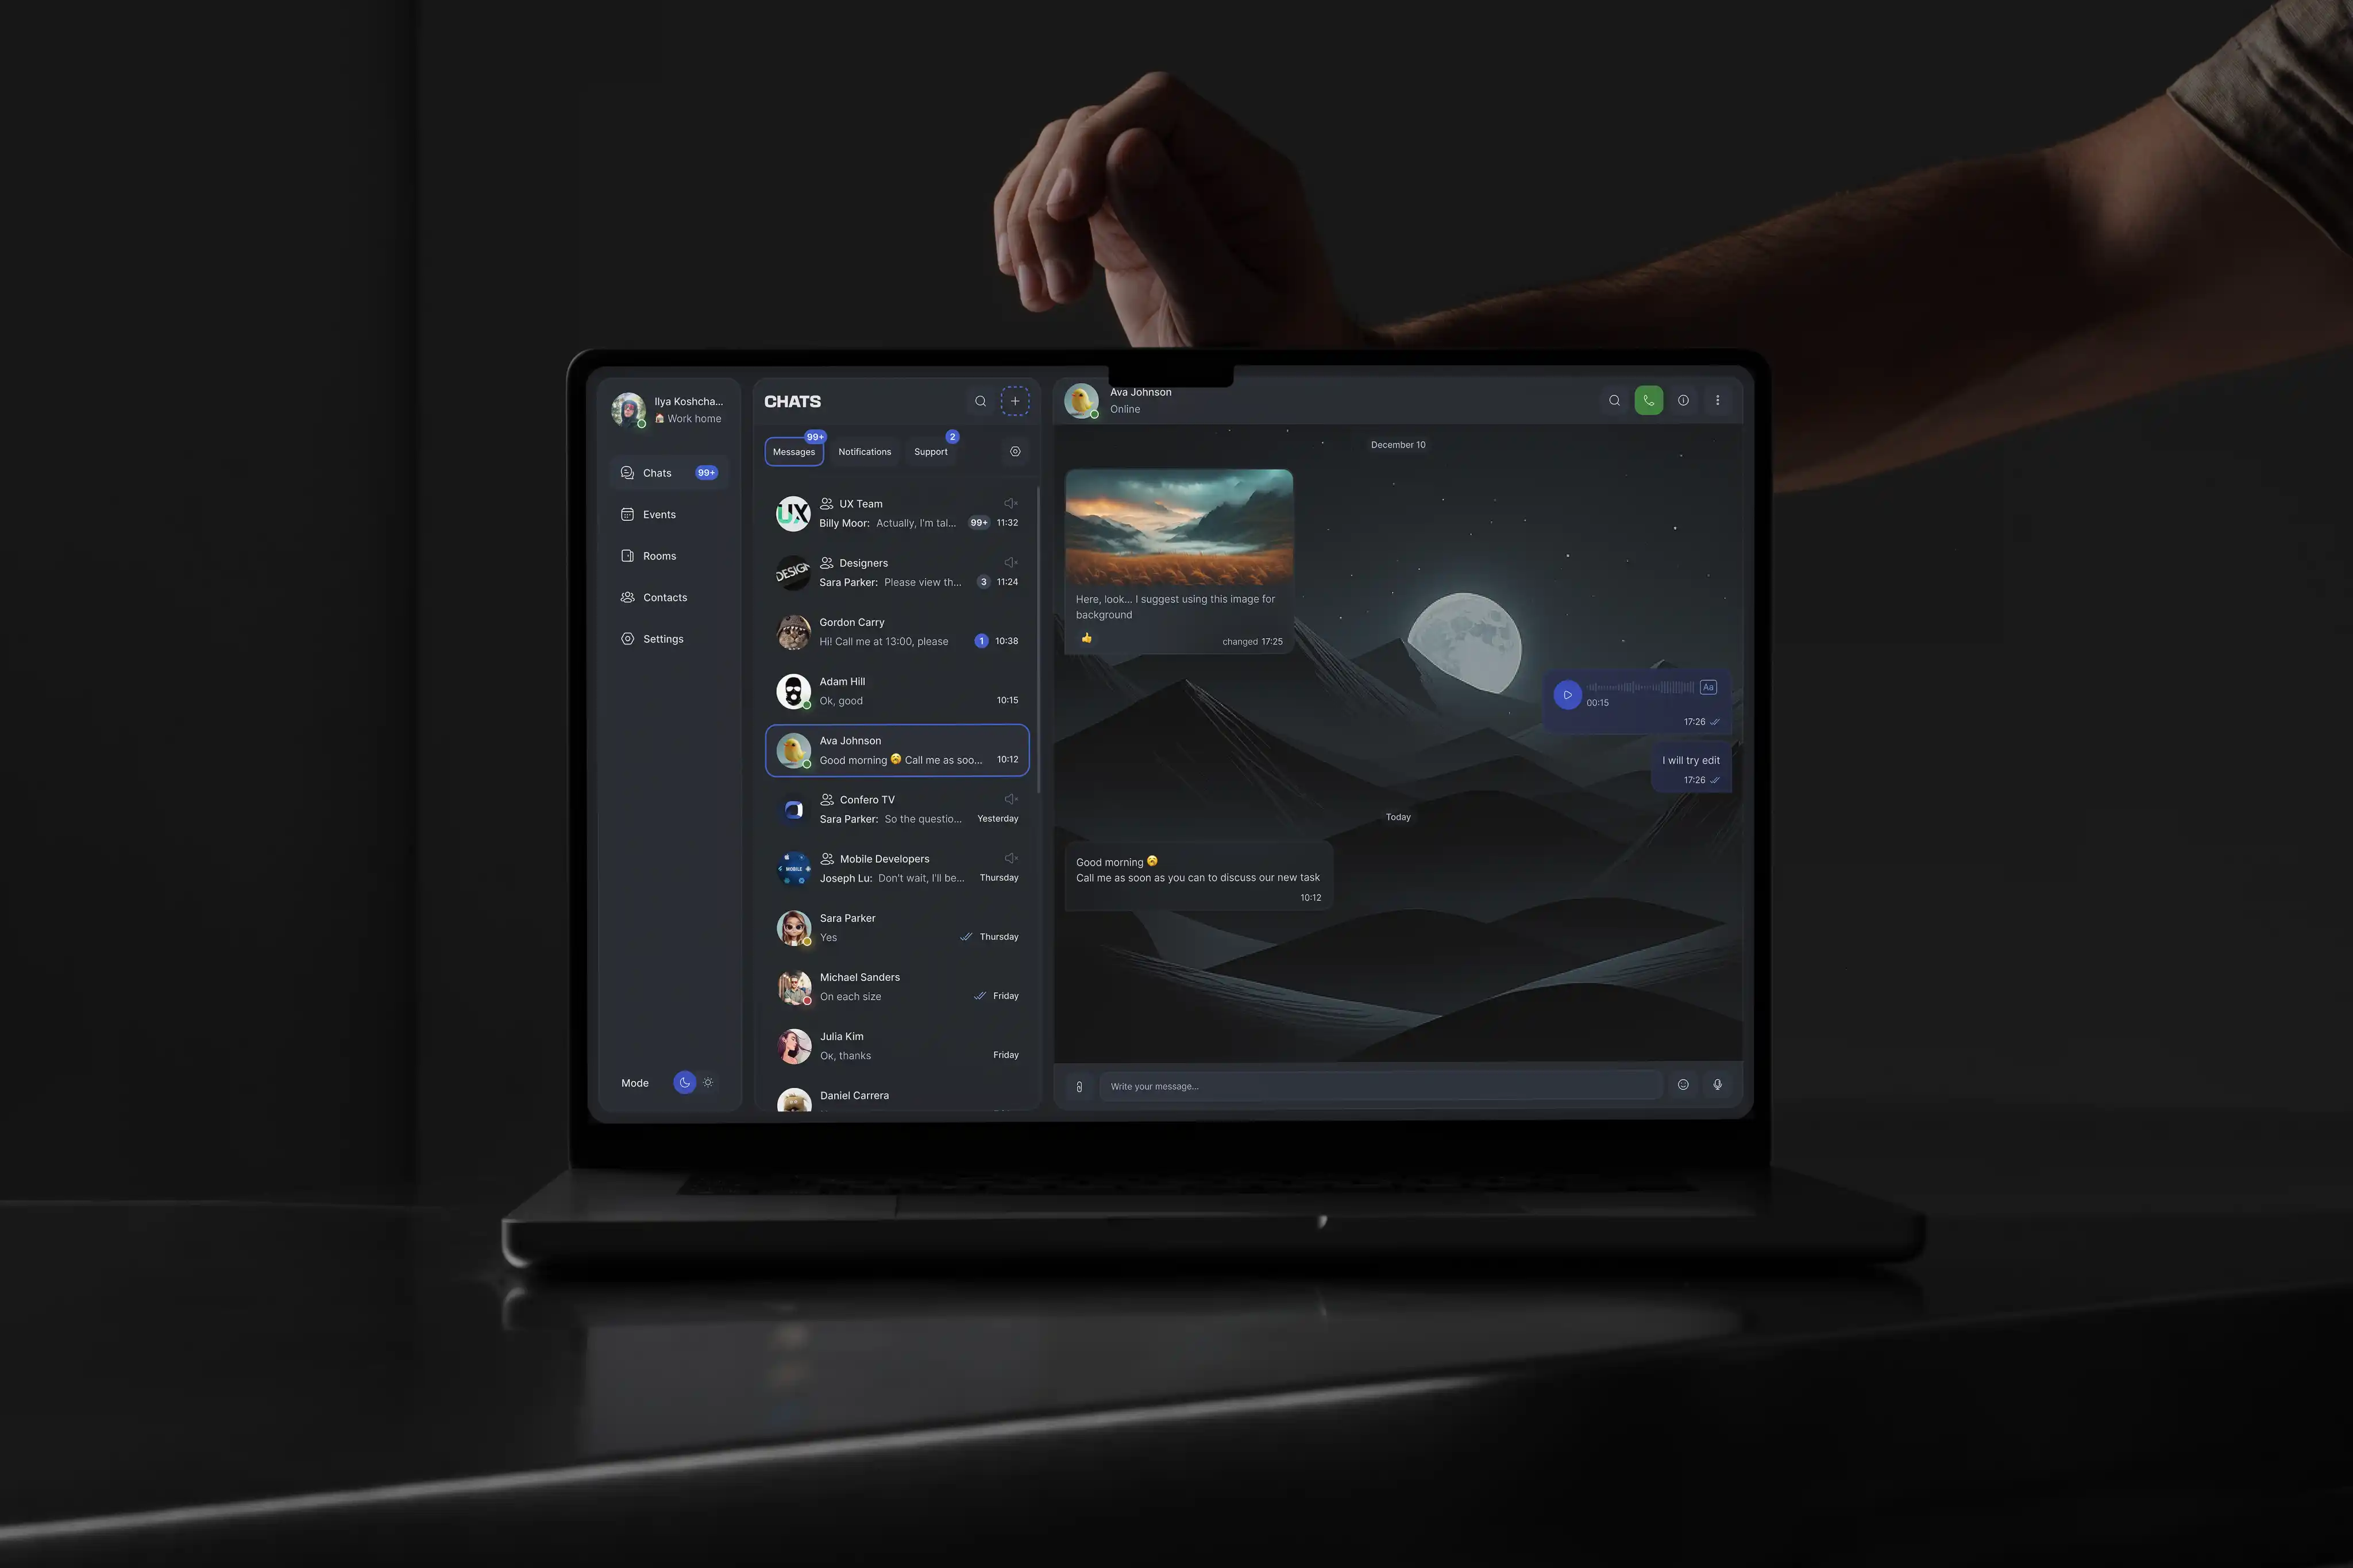 Ilya Koshcha...
Work home
Chats
99+
Events
Rooms
Contacts
Settings
Mode
CHATS
99+
Messages
Notifications
2
Support
UX
UX Team
Billy Moor: Actually, I'm tal...
99+
11:32
DESIGN
Designers
Sara Parker: Please view th...
3
11:24
Gordon Carry
Hi! Call me at 13:00, please
1
10:38
Adam Hill
Ok, good
10:15
Ava Johnson
Good morning 😚 Call me as soo...
10:12
Confero TV
Sara Parker: So the questio...
Yesterday
MOBILE
Mobile Developers
Joseph Lu: Don't wait, I'll be...
Thursday
Sara Parker
Yes
Thursday
Michael Sanders
On each size
Friday
Julia Kim
Ок, thanks
Friday
Daniel Carrera
Ava Johnson
Online
December 10
Here, look... I suggest using this image for
background
👍
changed 17:25
Aa
00:15
17:26
I will try edit
17:26
Today
Good morning 😚
Call me as soon as you can to discuss our new task
10:12
Write your message...